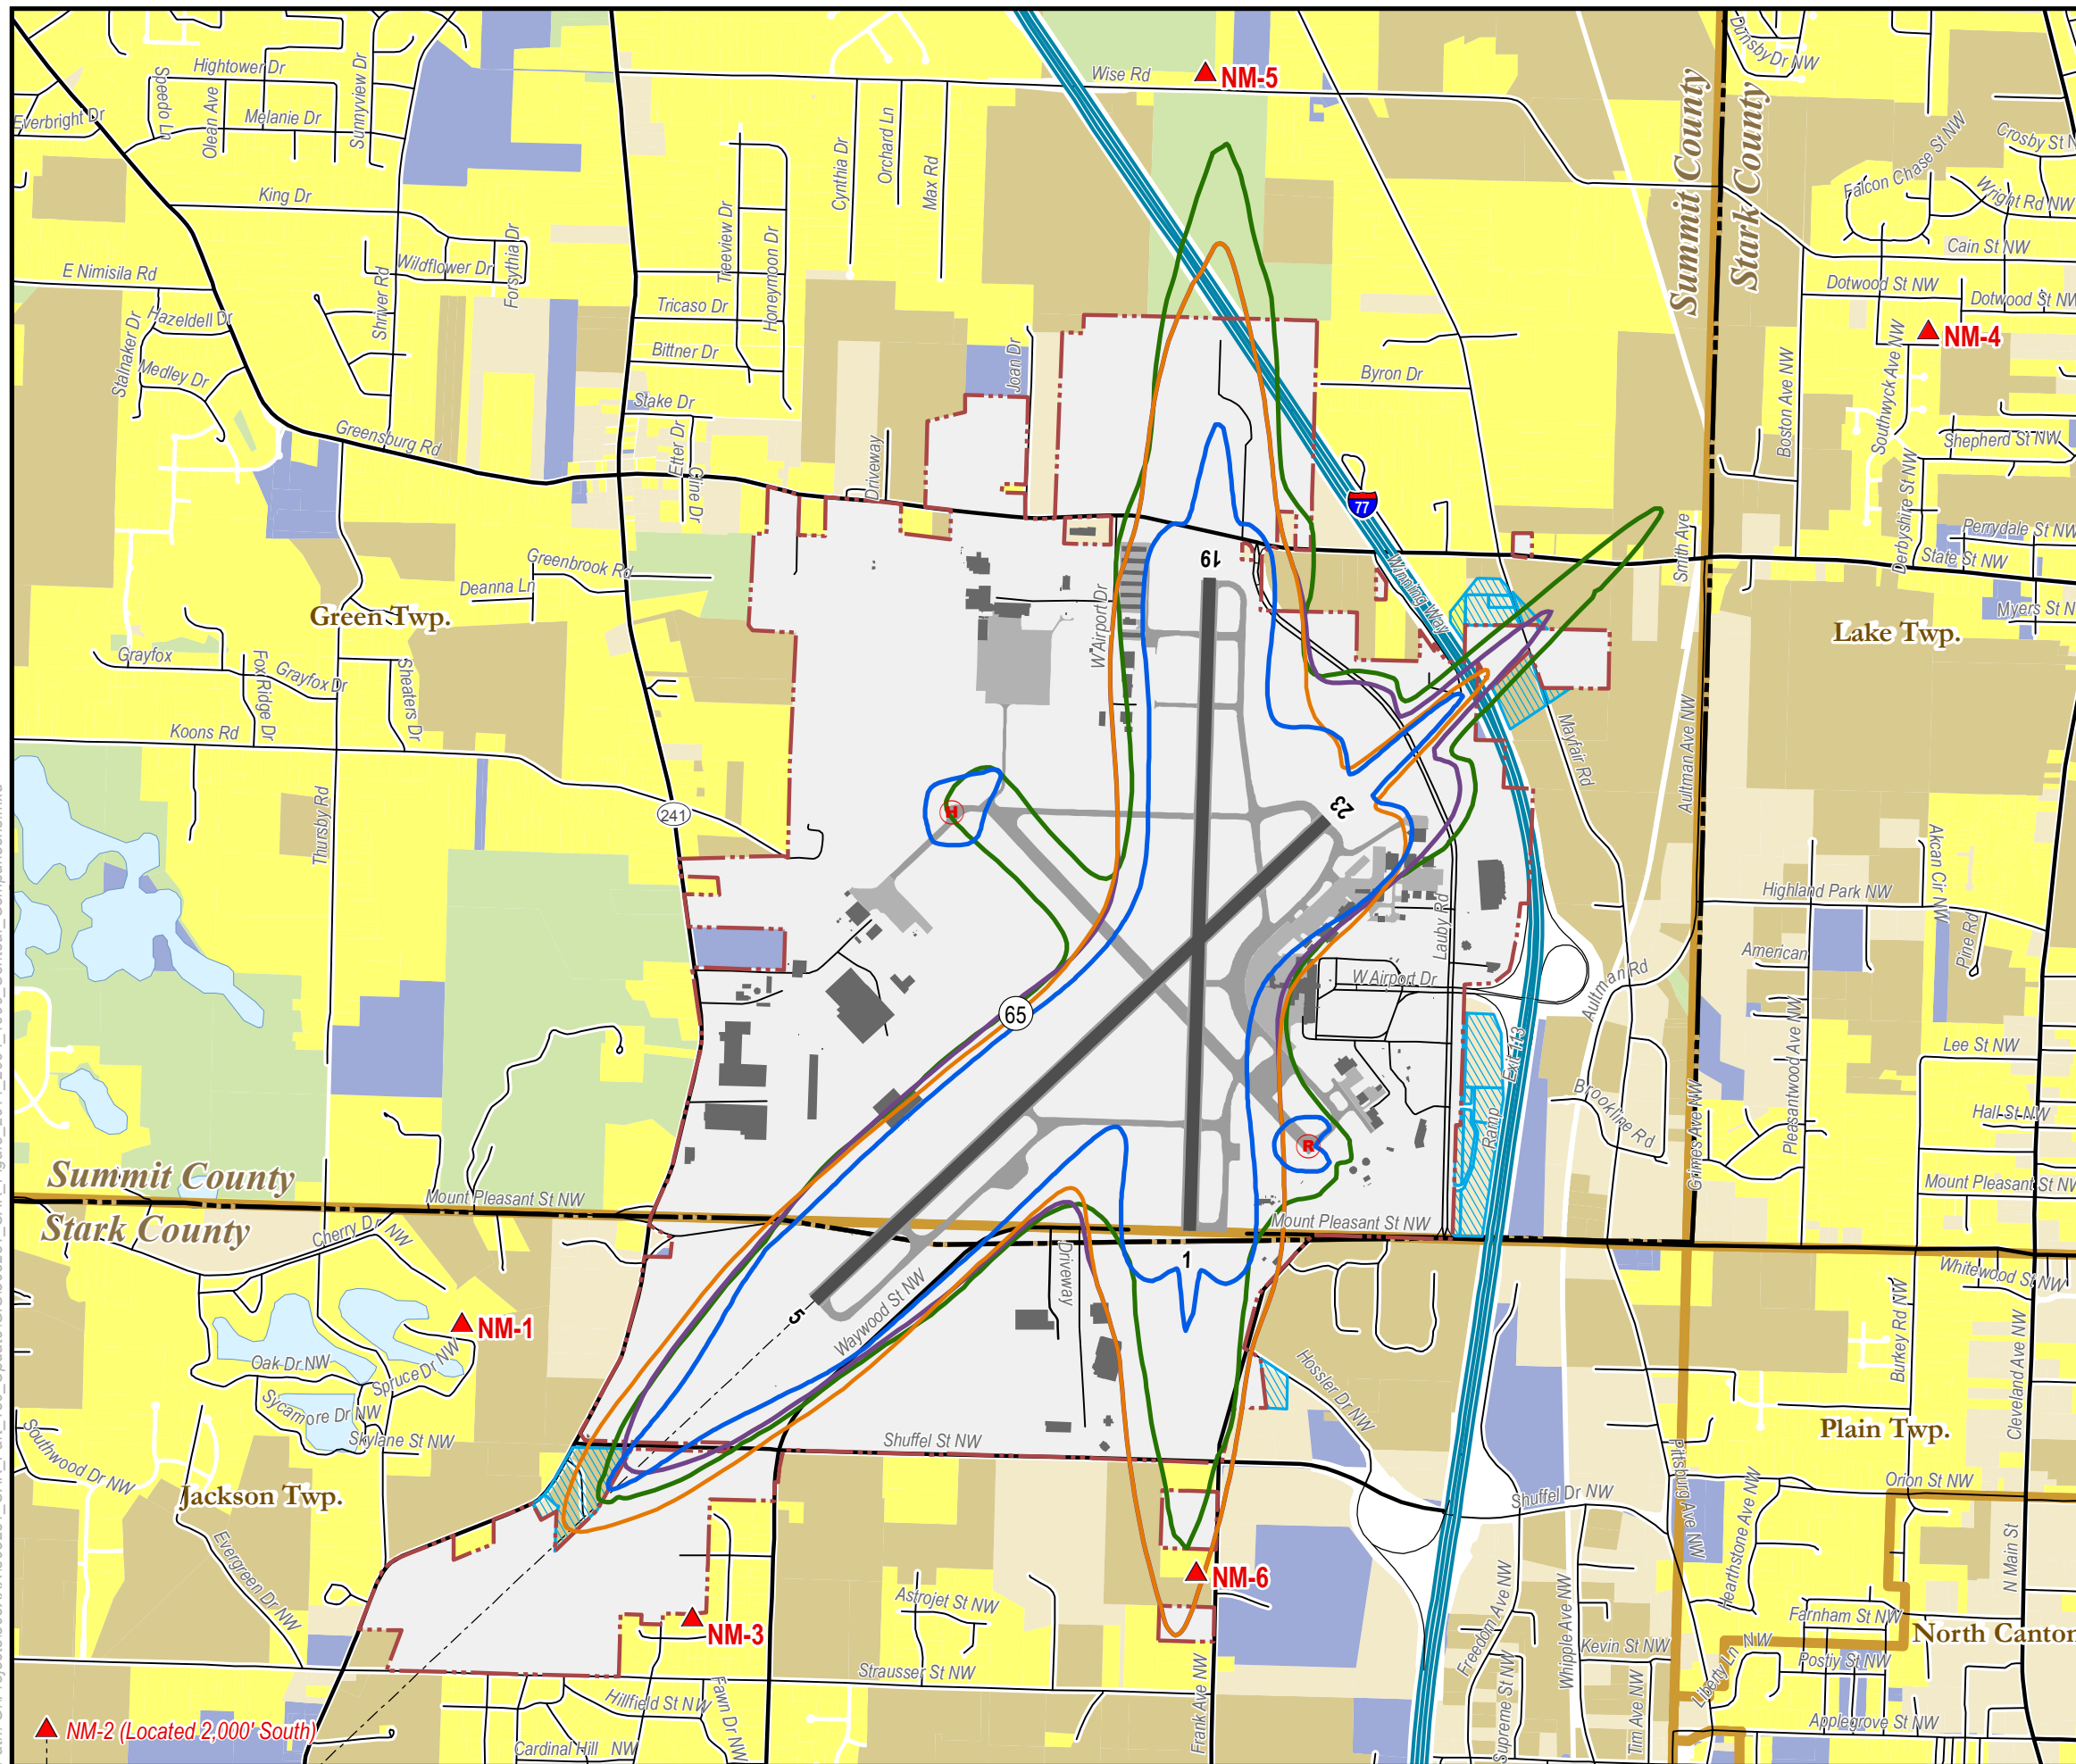 Hightower Dr
Speedo Ln
Olean Ave
Sunnyview Dr
Melanie Dr
Everbright Dr
King Dr
Wise Rd
NM-5
Dunsby Dr NW
Summit County
Stark County
Falcon Chase St NW
Crosby St N
Wright Rd NW
Cain St NW
Dotwood St NW
Dotwood St NW
NM-4
Cynthia Dr
Orchard Ln
Max Rd
Treeview Dr
Honeymoon Dr
Wildflower Dr
Forsythia Dr
Shriver Rd
E Nimisila Rd
Hazeldell Dr
Stalnaker Dr
Medley Dr
Tricaso Dr
Bittner Dr
Joan Dr
Byron Dr
Boston Ave NW
Southwyck Ave NW
Shepherd St NW
Stake Dr
Etter Dr
Cline Dr
Greensburg Rd
Driveway
77
Derbyshire St NW
Perrydale St NW
State St NW
Smith Ave
Winning Way
19
Greenbrook Rd
Deanna Ln
Myers St N
Green Twp.
Lake Twp.
W Airport Dr
Grayfox
Fox Ridge Dr
Grayfox Dr
Sheaters Dr
Koons Rd
Mayfair Rd
Aultman Ave NW
Thursby Rd
241
H
23
Akcan Cir NW
Highland Park NW
Lauby Rd
American
Pine Rd
W Airport Dr
Aultman Rd
65
Exit 113
Ramp
Pleasantwood Ave NW
Lee St NW
Brookline Rd
Grimes Ave NW
Hall St NW
R
Summit County
Mount Pleasant St NW
Mount Pleasant St NW
Mount Pleasant St NW
Stark County
Cherry Dr NW
Driveway
1
Whitewood St NW
5
Waywood St NW
NM-1
Oak Dr NW
Spruce Dr NW
Sycamore Dr NW
Skylane St NW
Hossler Dr NW
Burkey Rd NW
Cleveland Ave NW
Plain Twp.
Shuffel St NW
Southwood Dr NW
Jackson Twp.
Pittsburg Ave NW
Orion St NW
Shuffel Dr NW
Hearthstone Ave NW
N Main St
Evergreen Dr NW
NM-6
Astrojet St NW
NM-3
Freedom Ave NW
Whipple Ave NW
Farnham St NW
North Canton
Kevin St NW
Liberty Ln NW
Postiy St NW
Strausser St NW
Hillfield St NW
Fawn Dr NW
Frank Ave NW
Supreme St NW
Tim Ave NW
Applegrove St NW
NM-2 (Located 2,000' South)
Cardinal Hill NW